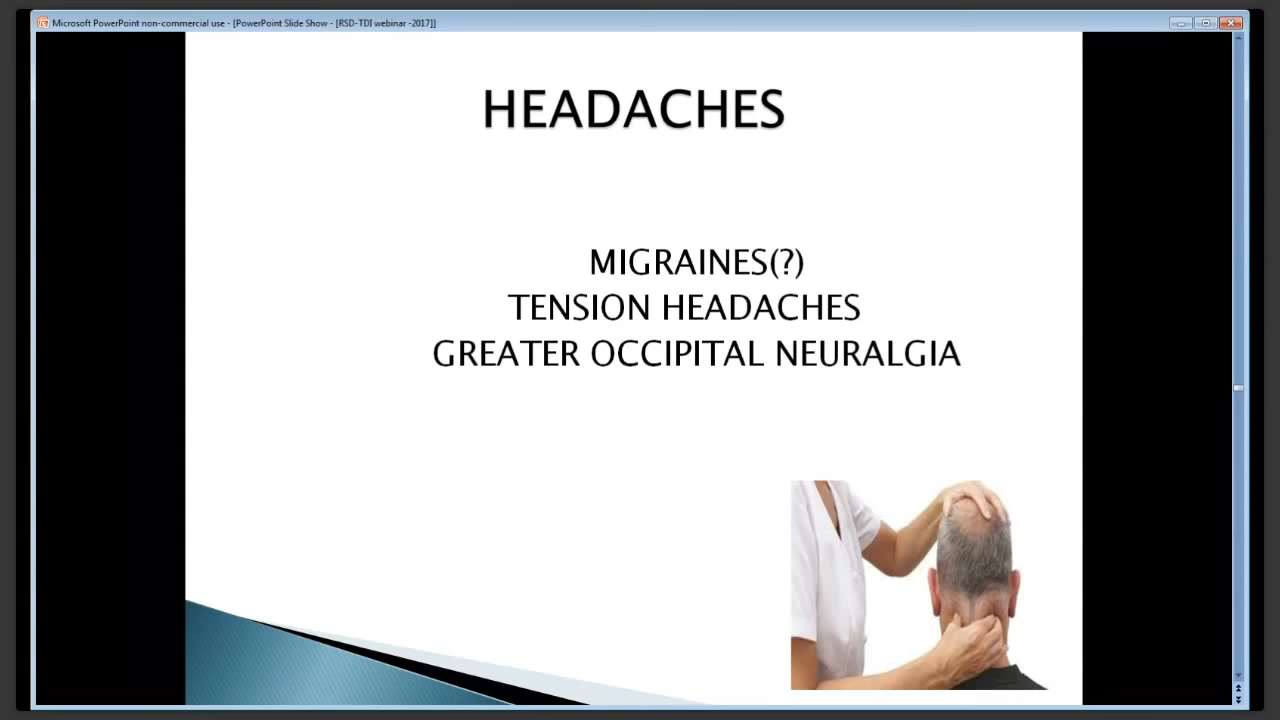 Microsoft PowerPoint non-commercial use - [PowerPoint Slide Show - [RSD-TDI webinar -2017]]
HEADACHES
MIGRAINES(?)
TENSION HEADACHES
GREATER OCCIPITAL NEURALGIA